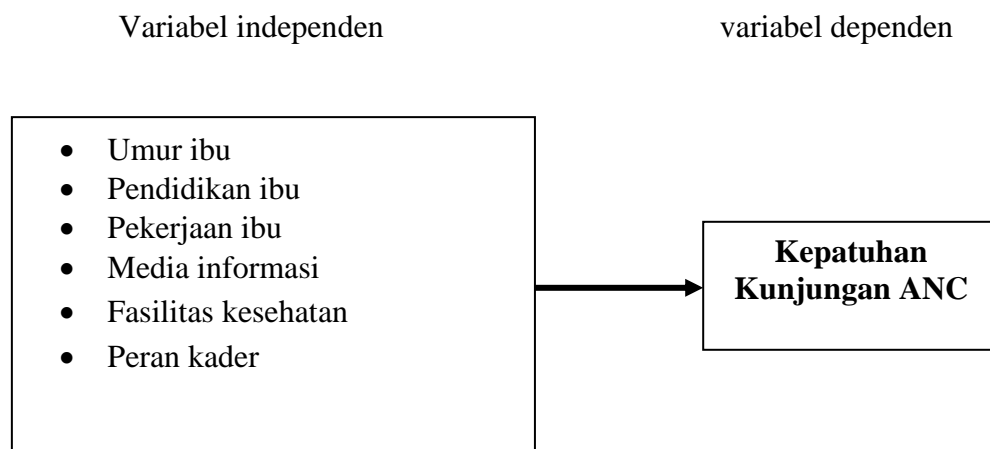 Variabel independen
variabel dependen
• Umur ibu
• Pendidikan ibu
• Pekerjaan ibu
• Media informasi
• Fasilitas kesehatan
• Peran kader
Kepatuhan
Kunjungan ANC